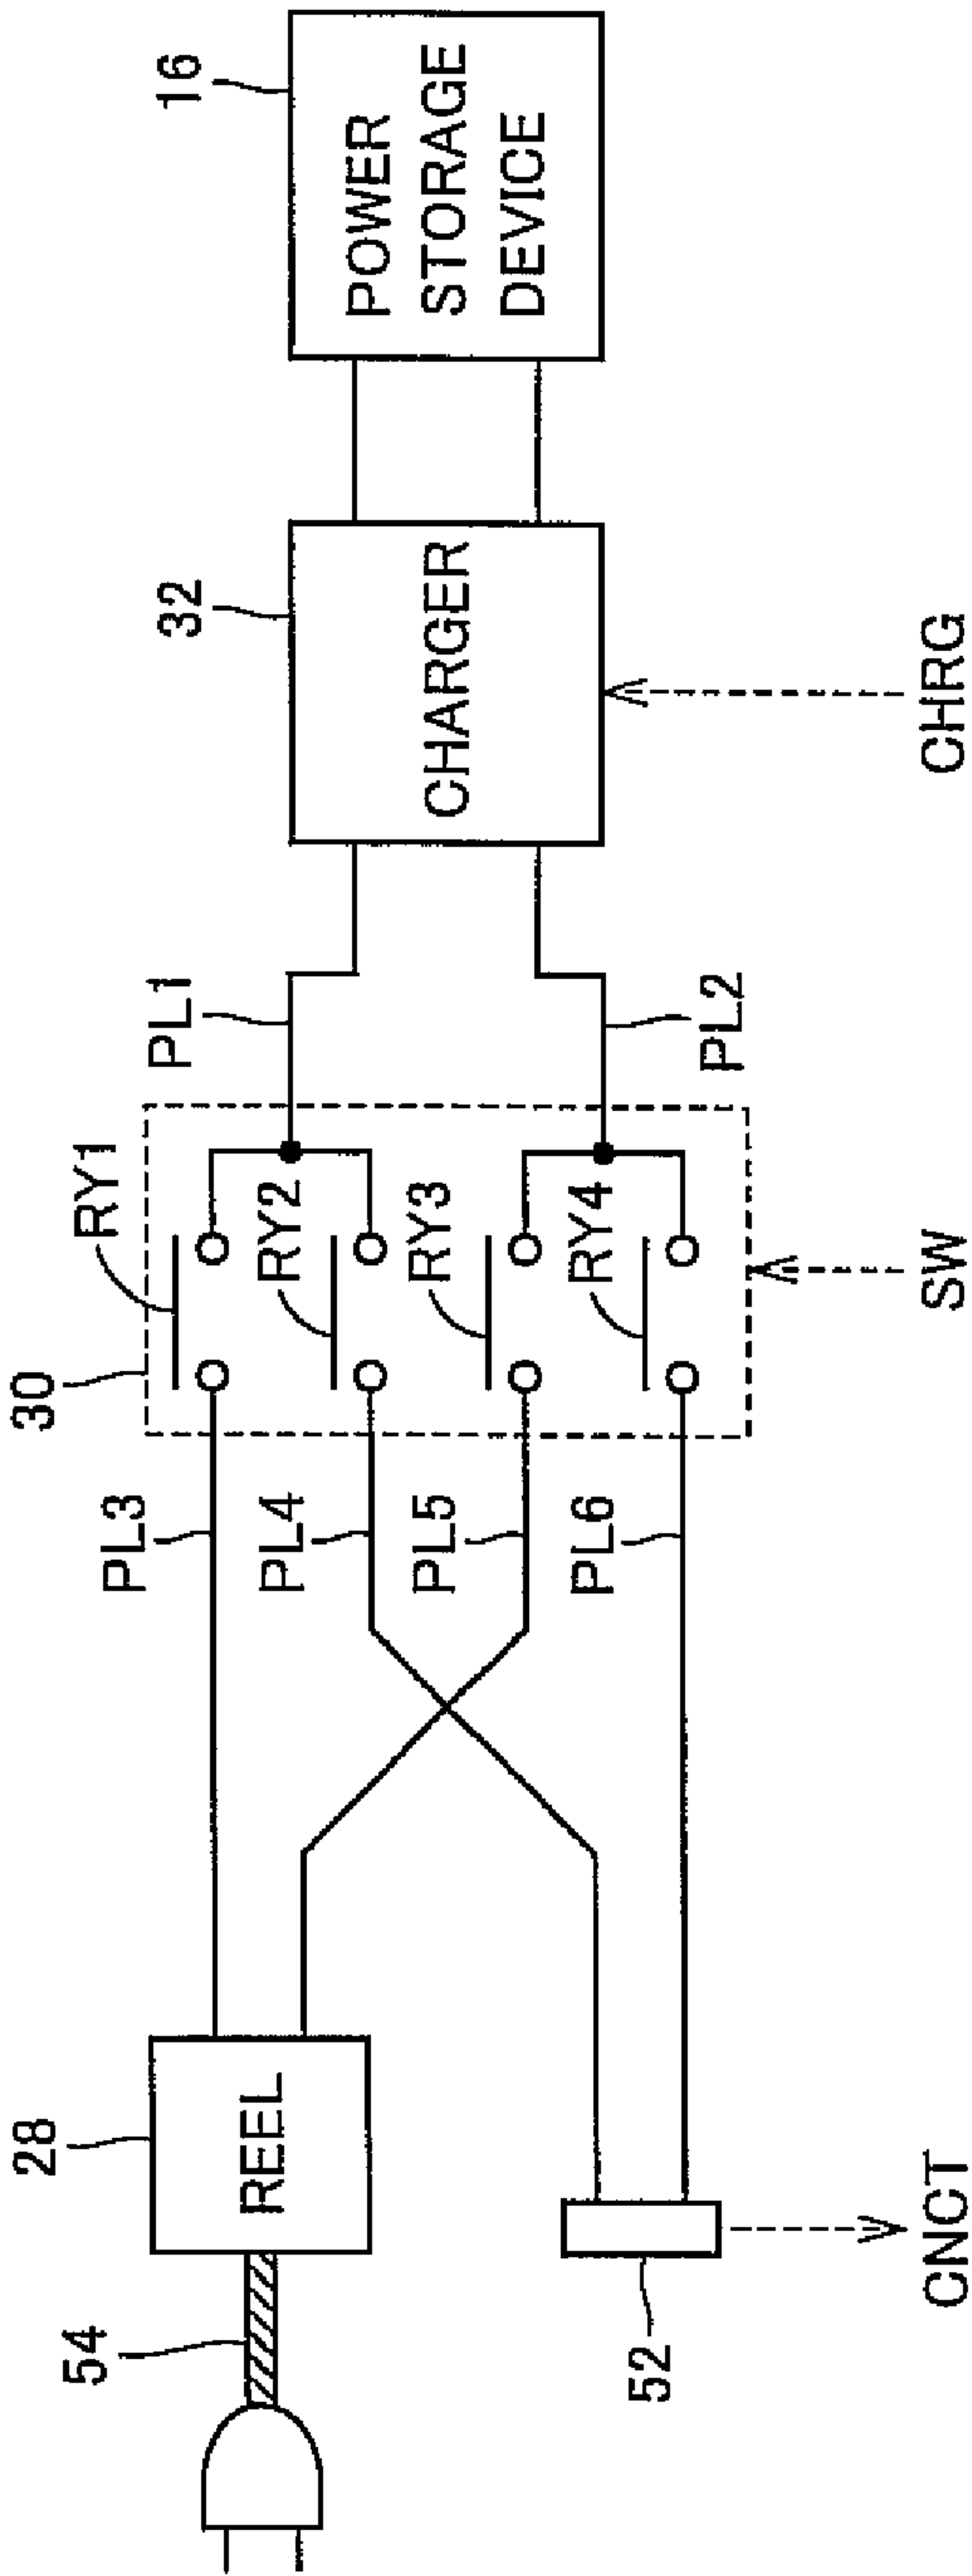 54
28
REEL
PL3
PL4
PL5
PL6
30
RY1
RY2
RY3
RY4
PL1
PL2
32
CHARGER
16
POWER
STORAGE
DEVICE
52
CNCT
SW
CHRG